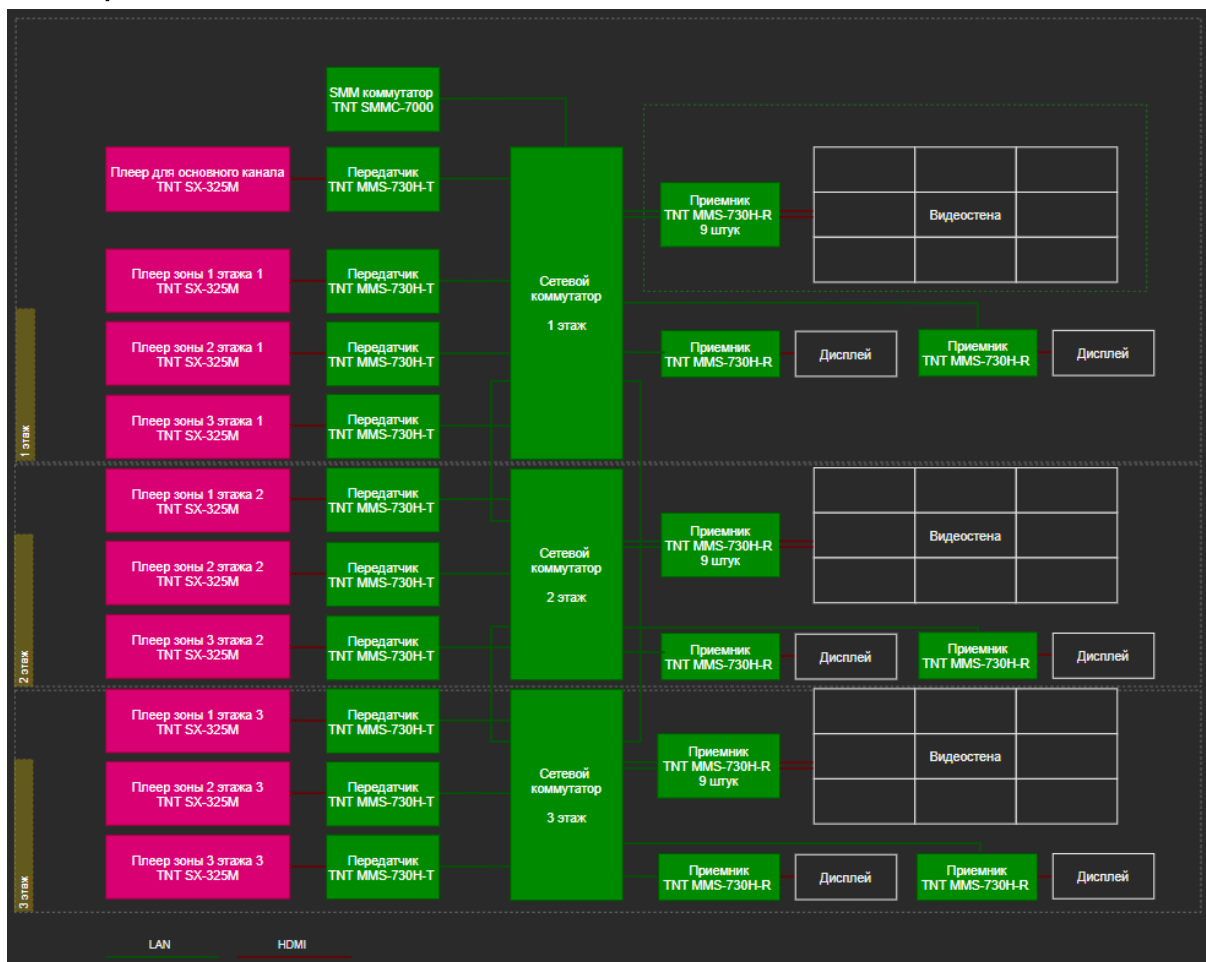 SMM коммутатор
TNT SMMC-7000
Плеер для основного канала
TNT SX-325M
Передатчик
TNT MMS-730H-T
Приемник
TNT MMS-730H-R
9 штук
Видеостена
Плеер зоны 1 этажа 1
TNT SX-325M
Передатчик
TNT MMS-730H-T
Сетевой
коммутатор
1 этаж
Плеер зоны 2 этажа 1
TNT SX-325M
Передатчик
TNT MMS-730H-T
Приемник
TNT MMS-730H-R
Дисплей
Приемник
TNT MMS-730H-R
Дисплей
Плеер зоны 3 этажа 1
TNT SX-325M
Передатчик
TNT MMS-730H-T
1 этаж
Плеер зоны 1 этажа 2
TNT SX-325M
Передатчик
TNT MMS-730H-T
Приемник
TNT MMS-730H-R
9 штук
Видеостена
Плеер зоны 2 этажа 2
TNT SX-325M
Передатчик
TNT MMS-730H-T
Сетевой
коммутатор
2 этаж
Плеер зоны 3 этажа 2
TNT SX-325M
Передатчик
TNT MMS-730H-T
Приемник
TNT MMS-730H-R
Дисплей
Приемник
TNT MMS-730H-R
Дисплей
2 этаж
Плеер зоны 1 этажа 3
TNT SX-325M
Передатчик
TNT MMS-730H-T
Приемник
TNT MMS-730H-R
9 штук
Видеостена
Плеер зоны 2 этажа 3
TNT SX-325M
Передатчик
TNT MMS-730H-T
Сетевой
коммутатор
3 этаж
Плеер зоны 3 этажа 3
TNT SX-325M
Передатчик
TNT MMS-730H-T
Приемник
TNT MMS-730H-R
Дисплей
Приемник
TNT MMS-730H-R
Дисплей
3 этаж
LAN
HDMI